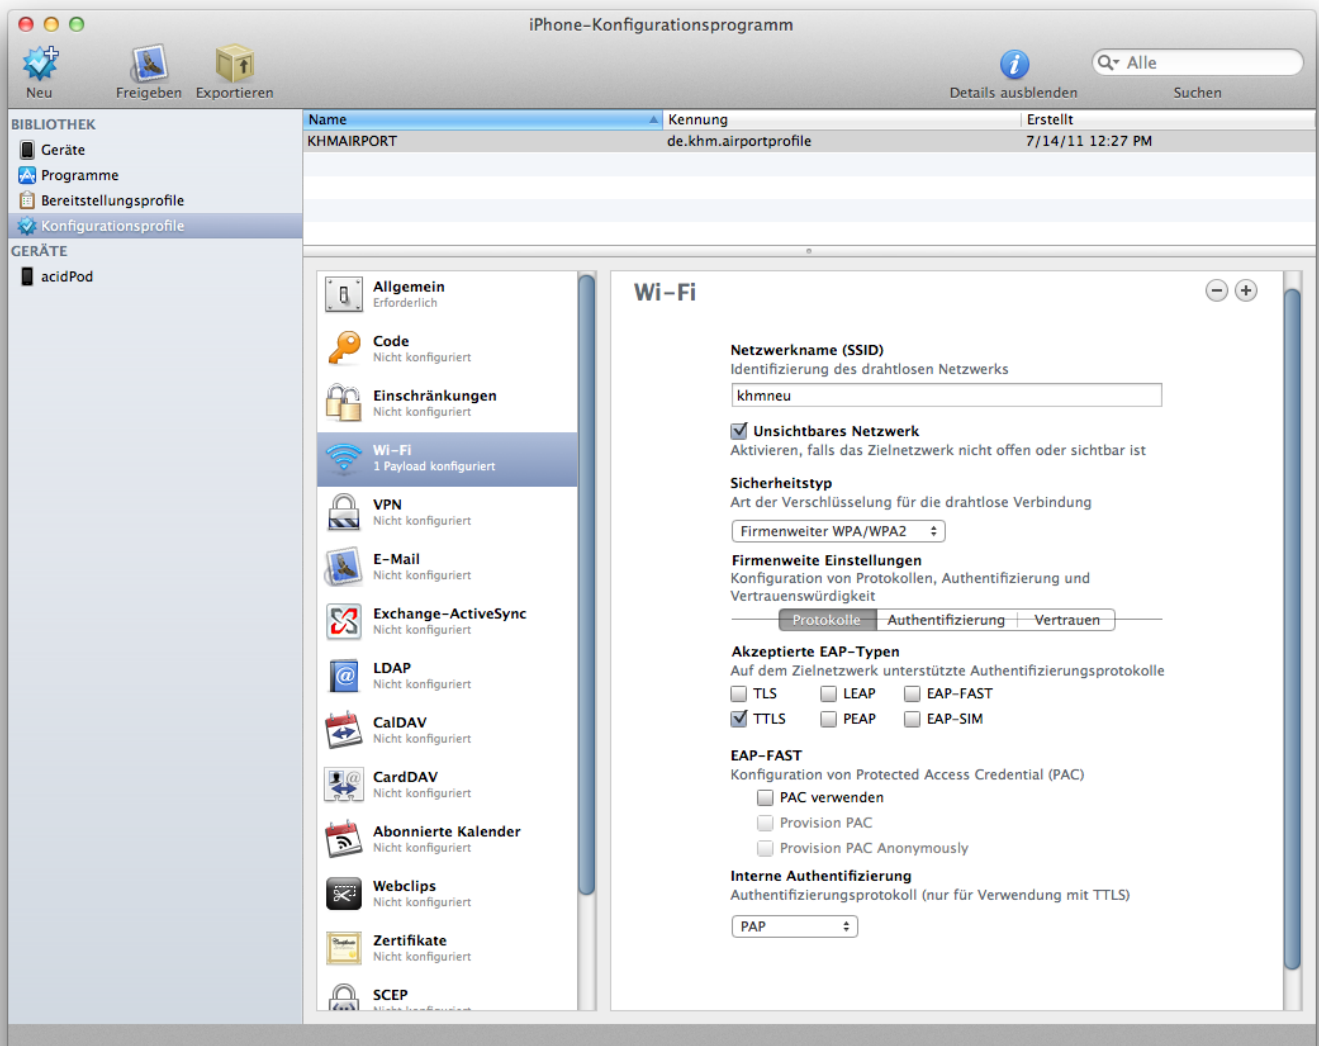 iPhone-Konfigurationsprogramm
Neu
Freigeben
Exportieren
Details ausblenden
Alle
Suchen
BIBLIOTHEK
Geräte
Programme
Bereitstellungsprofile
Konfigurationsprofile
GERÄTE
acidPod
Name Kennung Erstellt
KHMAIRPORT de.khm.airportprofile 7/14/11 12:27 PM
Allgemein
Erforderlich
Code
Nicht konfiguriert
Einschränkungen
Nicht konfiguriert
Wi-Fi
1 Payload konfiguriert
VPN
Nicht konfiguriert
E-Mail
Nicht konfiguriert
Exchange-ActiveSync
Nicht konfiguriert
LDAP
Nicht konfiguriert
CalDAV
Nicht konfiguriert
CardDAV
Nicht konfiguriert
Abonnierte Kalender
Nicht konfiguriert
Webclips
Nicht konfiguriert
Zertifikate
Nicht konfiguriert
SCEP
Nicht konfiguriert
Wi-Fi
Netzwerkname (SSID)
Identifizierung des drahtlosen Netzwerks
khmneu
Unsichtbares Netzwerk
Aktivieren, falls das Zielnetzwerk nicht offen oder sichtbar ist
Sicherheitstyp
Art der Verschlüsselung für die drahtlose Verbindung
Firmenweiter WPA/WPA2
Firmenweite Einstellungen
Konfiguration von Protokollen, Authentifizierung und
Vertrauenswürdigkeit
Protokolle Authentifizierung Vertrauen
Akzeptierte EAP-Typen
Auf dem Zielnetzwerk unterstützte Authentifizierungsprotokolle
TLS LEAP EAP-FAST
TTLS PEAP EAP-SIM
EAP-FAST
Konfiguration von Protected Access Credential (PAC)
PAC verwenden
Provision PAC
Provision PAC Anonymously
Interne Authentifizierung
Authentifizierungsprotokoll (nur für Verwendung mit TTLS)
PAP